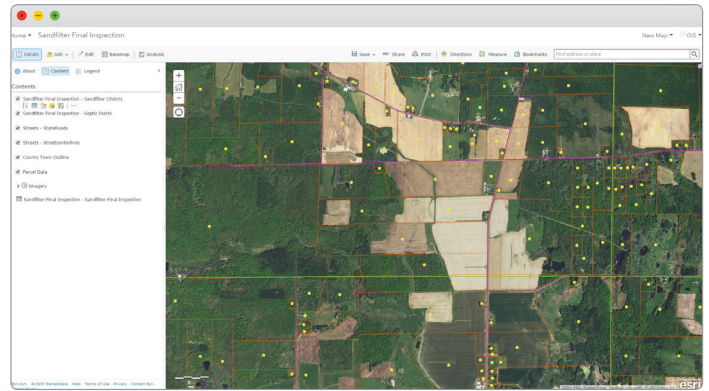 Home Sandfilter Final Inspection New Map GIS
Details Add Edit Basemap Analysis Save Share Print Directions Measure Bookmarks Find address or place
About Content Legend
Contents
Sandfilter Final Inspection - Sandfilter CPoints
Sandfilter Final Inspection - Septic Points
Streets - StateRoads
Streets - streetcenterlines
County Town Outline
Parcel Data
Imagery
Sandfilter Final Inspection - Sandfilter Final Inspection
Esri.com ArcGIS Marketplace Help Terms of Use Privacy Contact Esri
esri